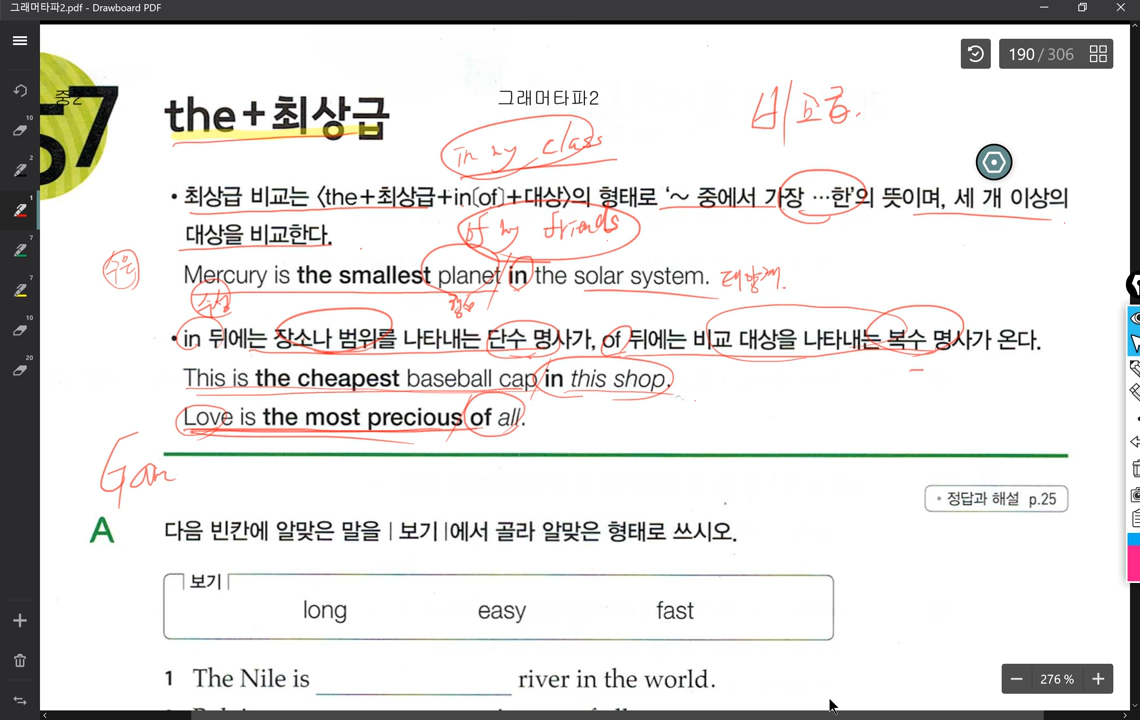 그래머타파2.pdf - Drawboard PDF
190 / 306
중2
그래머타파2
비교급.
57
the+최상급
in my class
• 최상급 비교는 〈the+최상급+in〔of〕+대상〉의 형태로 '~ 중에서 가장 …한'의 뜻이며, 세 개 이상의
대상을 비교한다.
of my friends
수은
Mercury is the smallest planet in the solar system. 태양계.
수성
• in 뒤에는 장소나 범위를 나타내는 단수 명사가, of 뒤에는 비교 대상을 나타내는 복수 명사가 온다.
This is the cheapest baseball cap in this shop.
Love is the most precious of all.
• 정답과 해설 p.25
A 다음 빈칸에 알맞은 말을 | 보기 |에서 골라 알맞은 형태로 쓰시오.
보기
long easy fast
1 The Nile is ____________ river in the world.
276 %